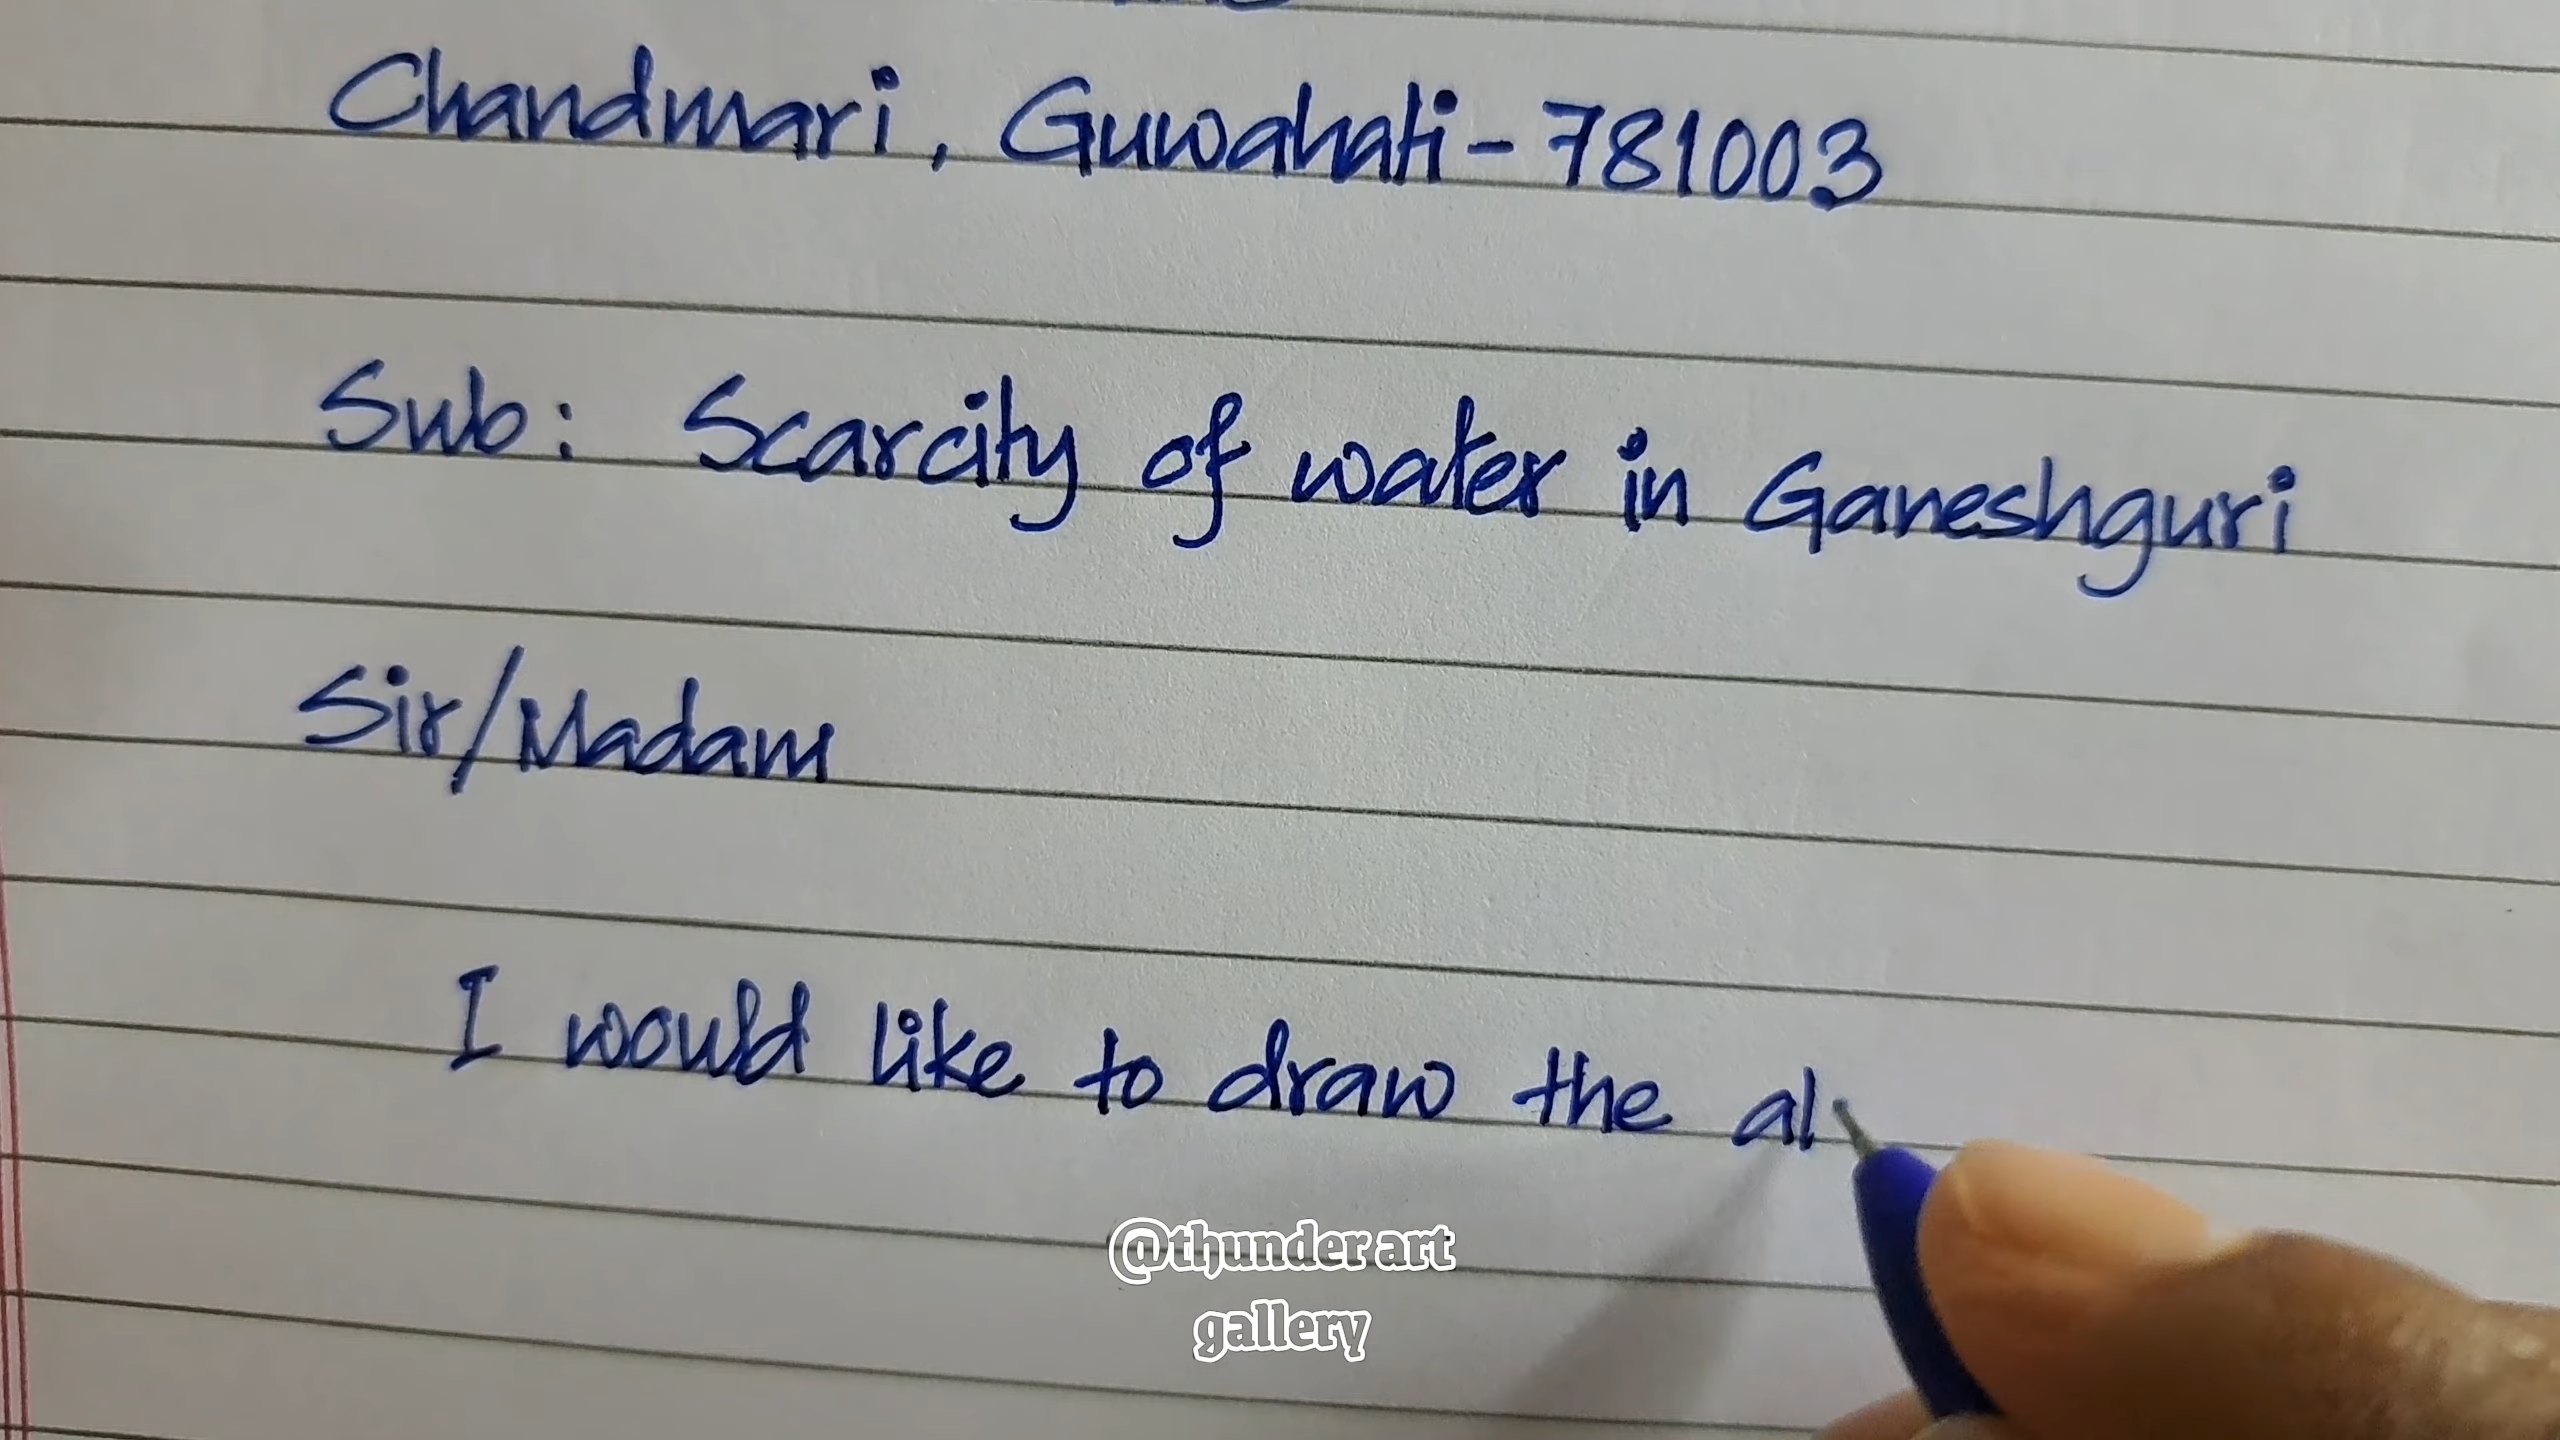 Chandmari, Guwahati - 781003
Sub: Scarcity of water in Ganeshguri
Sir/Madam
I would like to draw the al
@thunder art
gallery